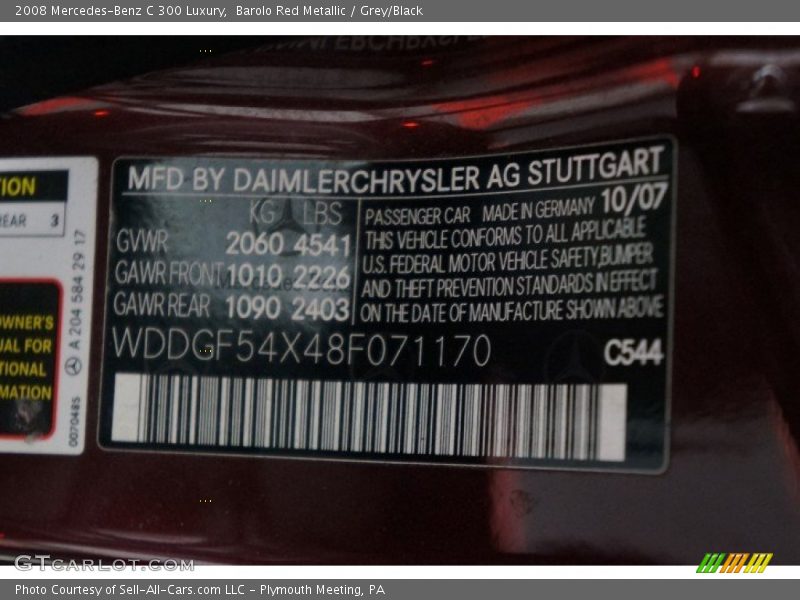 2008 Mercedes-Benz C 300 Luxury, Barolo Red Metallic / Grey/Black
MFD BY DAIMLERCHRYSLER AG STUTTGART
KG LBS
GVWR 2060 4541
GAWR FRONT 1010 2226
GAWR REAR 1090 2403
PASSENGER CAR MADE IN GERMANY 10/07
THIS VEHICLE CONFORMS TO ALL APPLICABLE
U.S. FEDERAL MOTOR VEHICLE SAFETY, BUMPER
AND THEFT PREVENTION STANDARDS IN EFFECT
ON THE DATE OF MANUFACTURE SHOWN ABOVE
WDDGF54X48F071170 C544
TION
REAR 3
OWNER'S
UAL FOR
TIONAL
MATION
A 204 584 29 17
0070485
GTCARLOT.COM
Photo Courtesy of Sell-All-Cars.com LLC - Plymouth Meeting, PA